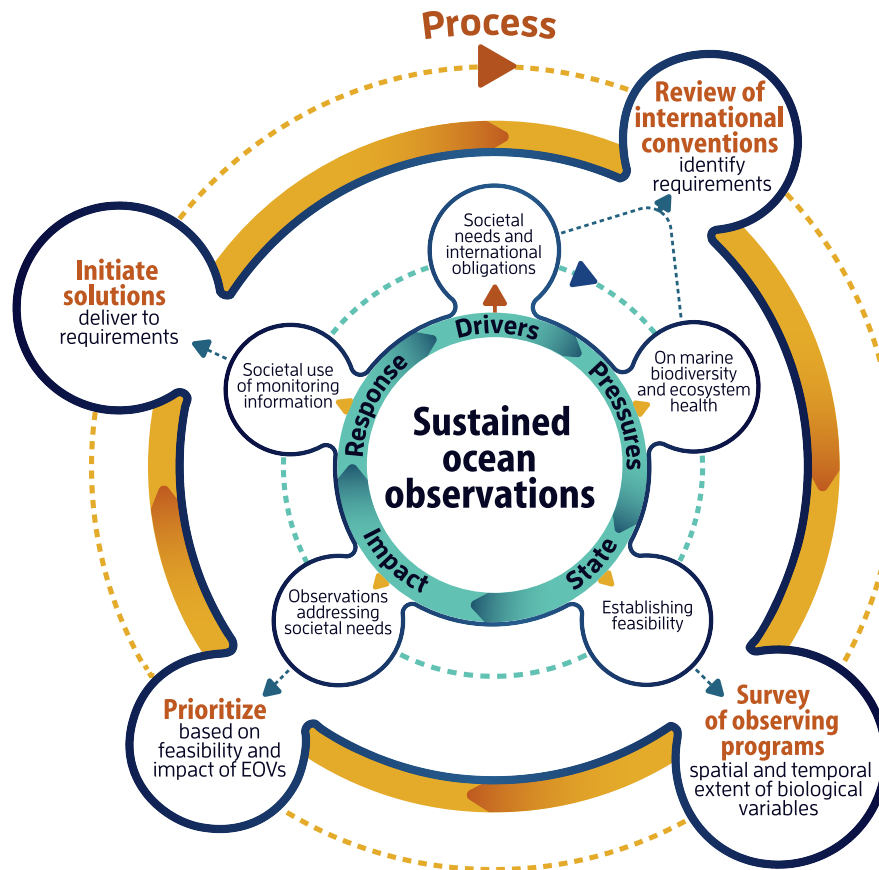 Process
Review of
international
conventions
identify
requirements
Initiate
solutions
deliver to
requirements
Societal
needs and
international
obligations
Societal use
of monitoring
information
On marine
biodiversity
and ecosystem
health
Drivers
Pressures
State
Impact
Response
Sustained
ocean
observations
Observations
addressing
societal needs
Establishing
feasibility
Prioritize
based on
feasibility and
impact of EOVs
Survey
of observing
programs
spatial and temporal
extent of biological
variables